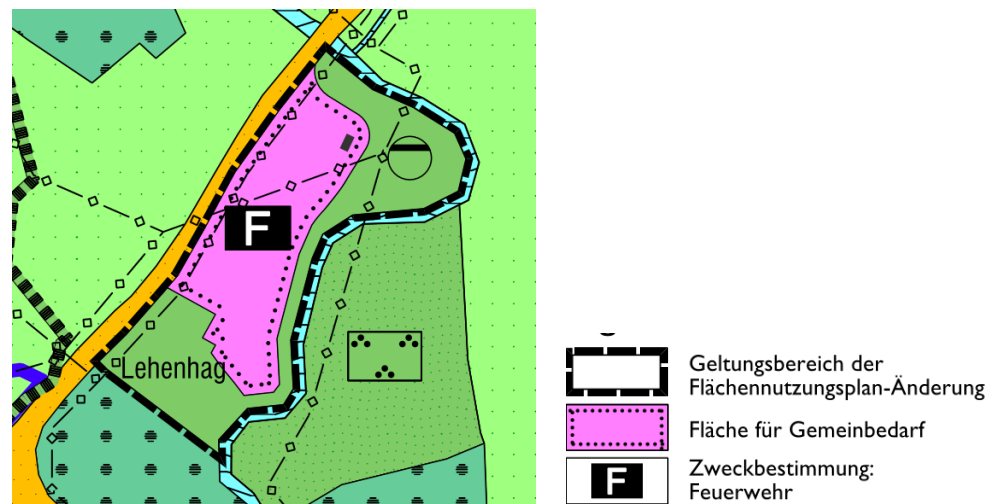 F
Lehenhag
Geltungsbereich der
Flächennutzungsplan-Änderung
Fläche für Gemeinbedarf
F
Zweckbestimmung:
Feuerwehr